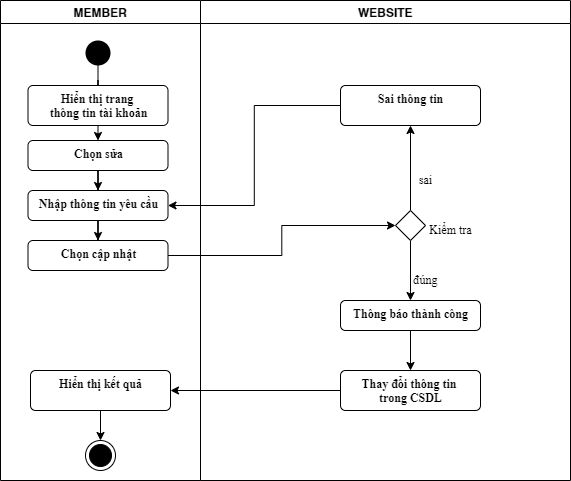 MEMBER
WEBSITE
Hiển thị trang
thông tin tài khoản
Sai thông tin
Chọn sửa
sai
Nhập thông tin yêu cầu
Kiểm tra
Chọn cập nhật
đúng
Thông báo thành công
Hiển thị kết quả
Thay đổi thông tin
trong CSDL